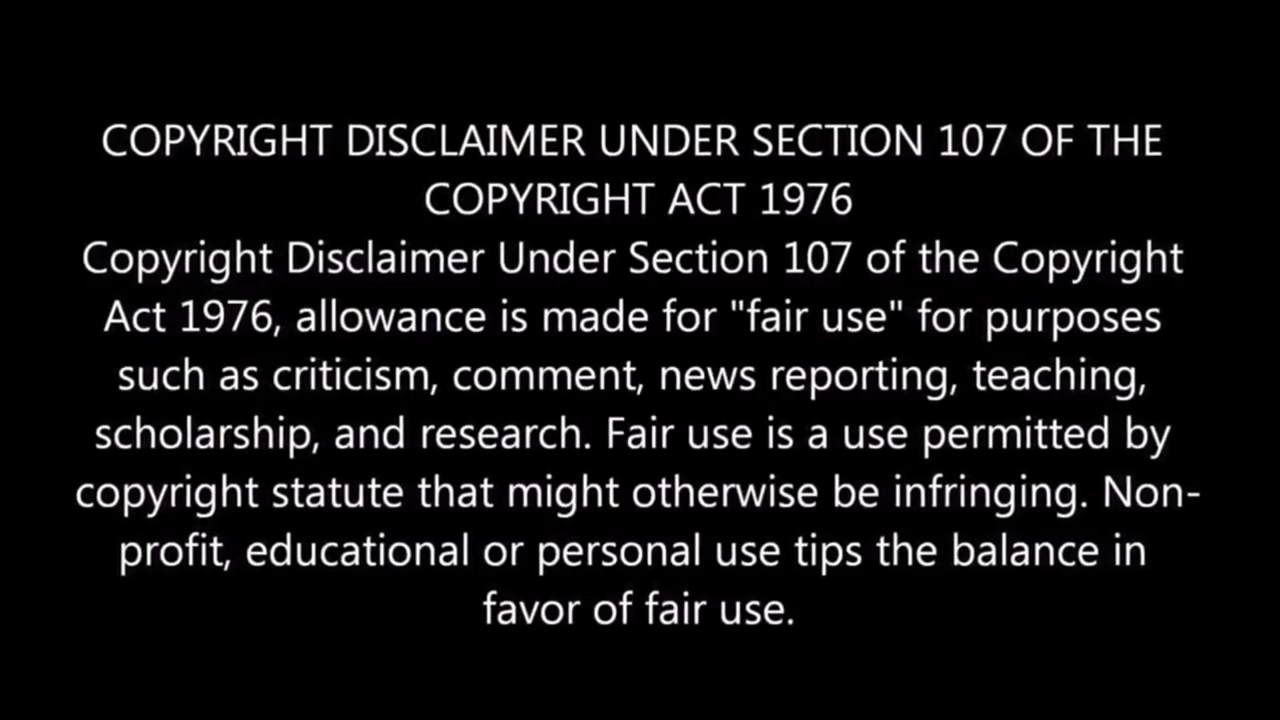 COPYRIGHT DISCLAIMER UNDER SECTION 107 OF THE
COPYRIGHT ACT 1976
Copyright Disclaimer Under Section 107 of the Copyright
Act 1976, allowance is made for "fair use" for purposes
such as criticism, comment, news reporting, teaching,
scholarship, and research. Fair use is a use permitted by
copyright statute that might otherwise be infringing. Non-
profit, educational or personal use tips the balance in
favor of fair use.